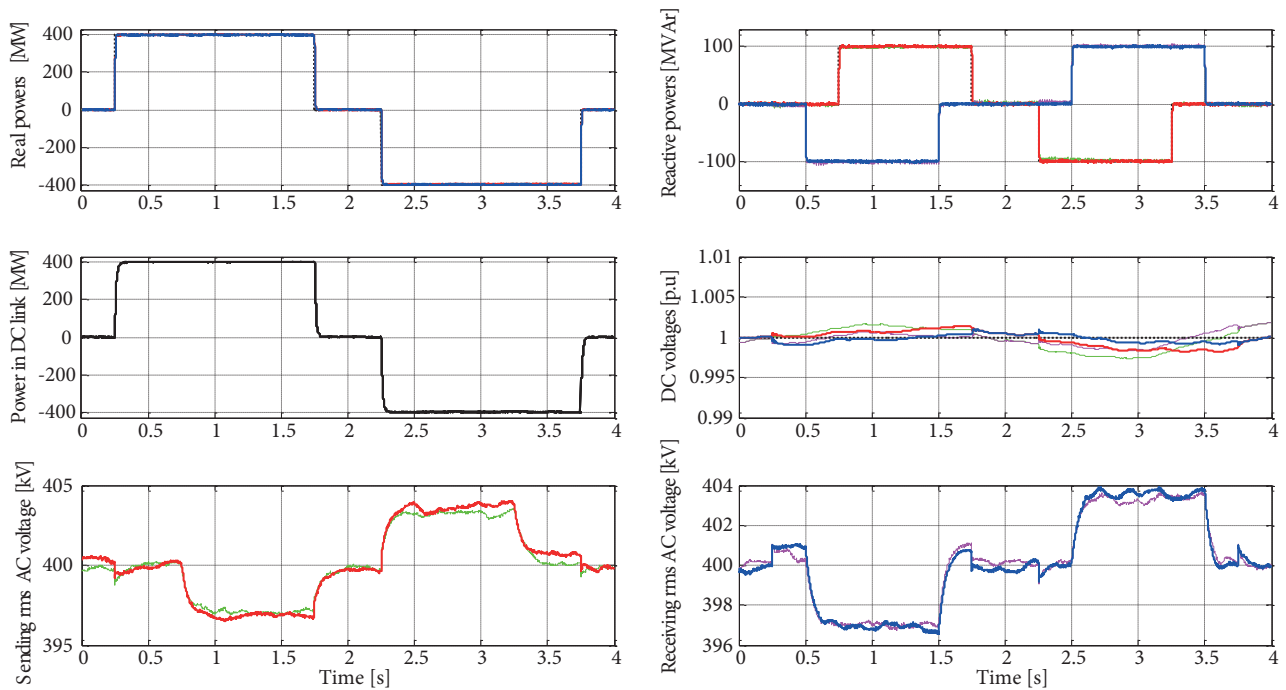 Real powers [MW]
400
200
0
-200
-400
0 0.5 1 1.5 2 2.5 3 3.5 4
Reactive powers [MVAr]
100
0
-100
0 0.5 1 1.5 2 2.5 3 3.5 4
Power in DC link [MW]
400
200
0
-200
-400
0 0.5 1 1.5 2 2.5 3 3.5 4
DC voltages [p.u]
1.01
1.005
1
0.995
0.99
0 0.5 1 1.5 2 2.5 3 3.5 4
Sending rms AC voltage [kV]
405
400
395
0 0.5 1 1.5 2 2.5 3 3.5 4
Time [s]
Receiving rms AC voltage [kV]
404
402
400
398
396
0 0.5 1 1.5 2 2.5 3 3.5 4
Time [s]